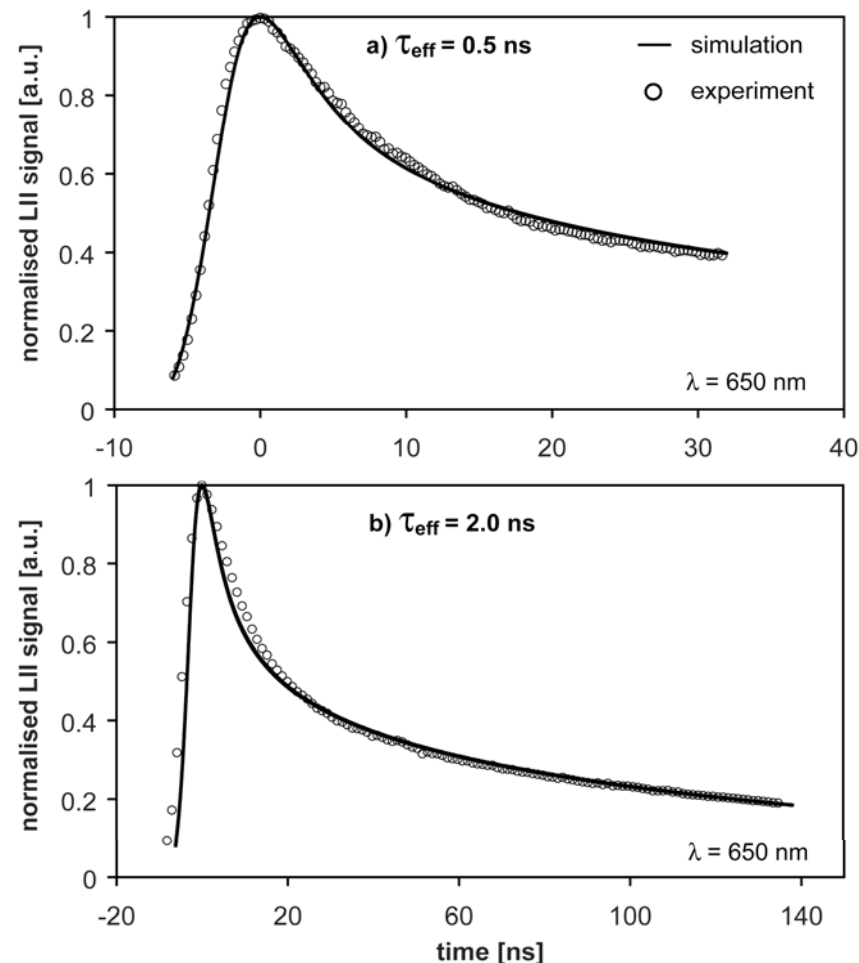 normalised LII signal [a.u.]
1
0.8
0.6
0.4
0.2
0
a) τeff = 0.5 ns
simulation
experiment
λ = 650 nm
-10
0
10
20
30
40
normalised LII signal [a.u.]
1
0.8
0.6
0.4
0.2
0
b) τeff = 2.0 ns
λ = 650 nm
-20
20
60
100
140
time [ns]